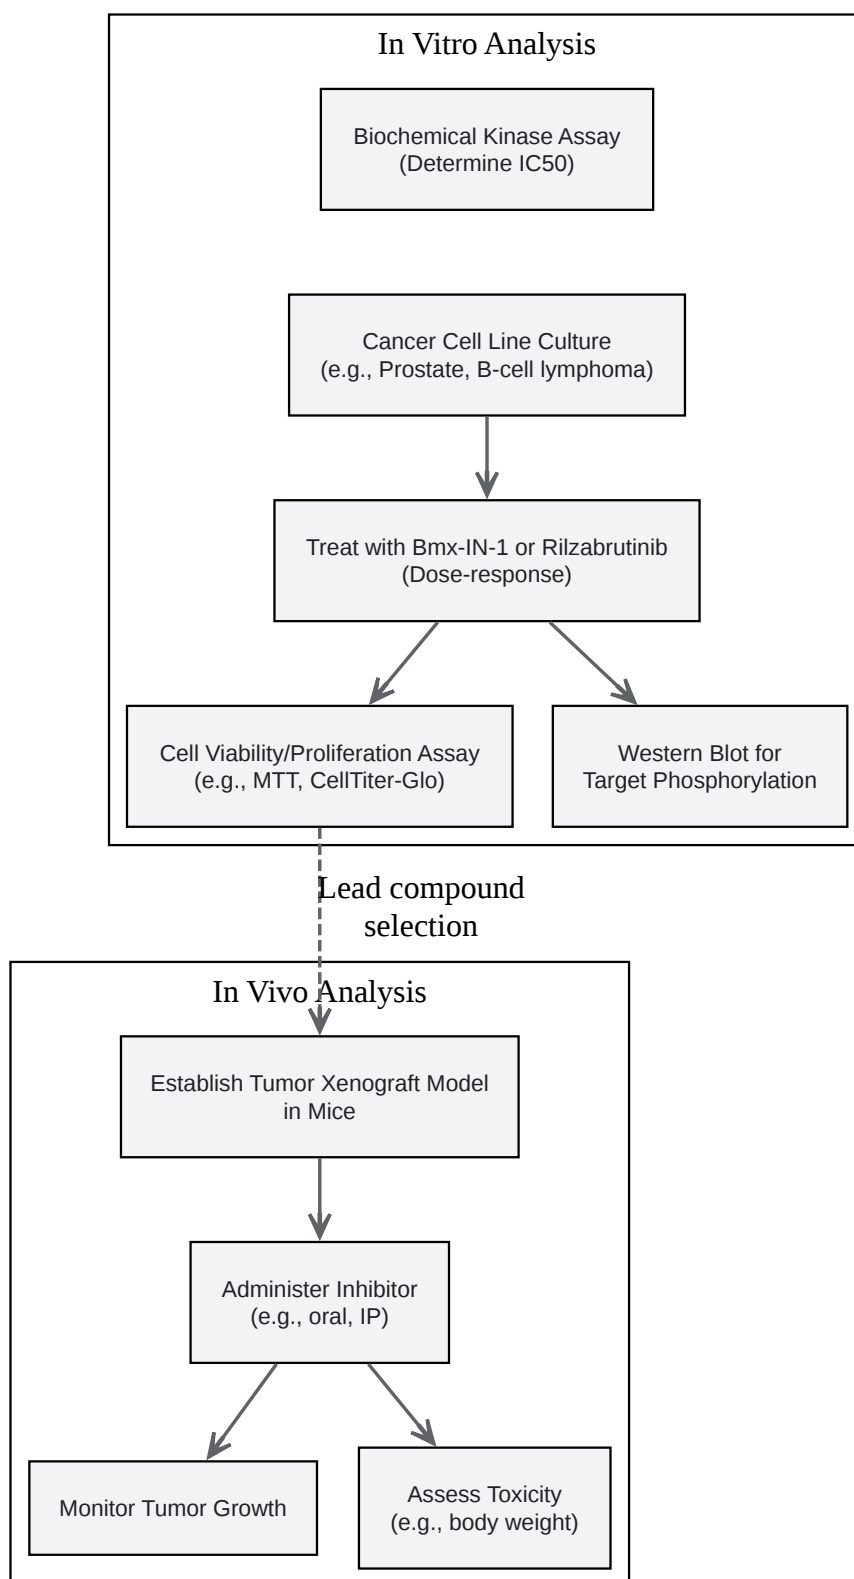 In Vitro Analysis
Biochemical Kinase Assay
(Determine IC50)
Cancer Cell Line Culture
(e.g., Prostate, B-cell lymphoma)
Treat with Bmx-IN-1 or Rilzabrutinib
(Dose-response)
Cell Viability/Proliferation Assay
(e.g., MTT, CellTiter-Glo)
Western Blot for
Target Phosphorylation
Lead compound
selection
In Vivo Analysis
Establish Tumor Xenograft Model
in Mice
Administer Inhibitor
(e.g., oral, IP)
Monitor Tumor Growth
Assess Toxicity
(e.g., body weight)